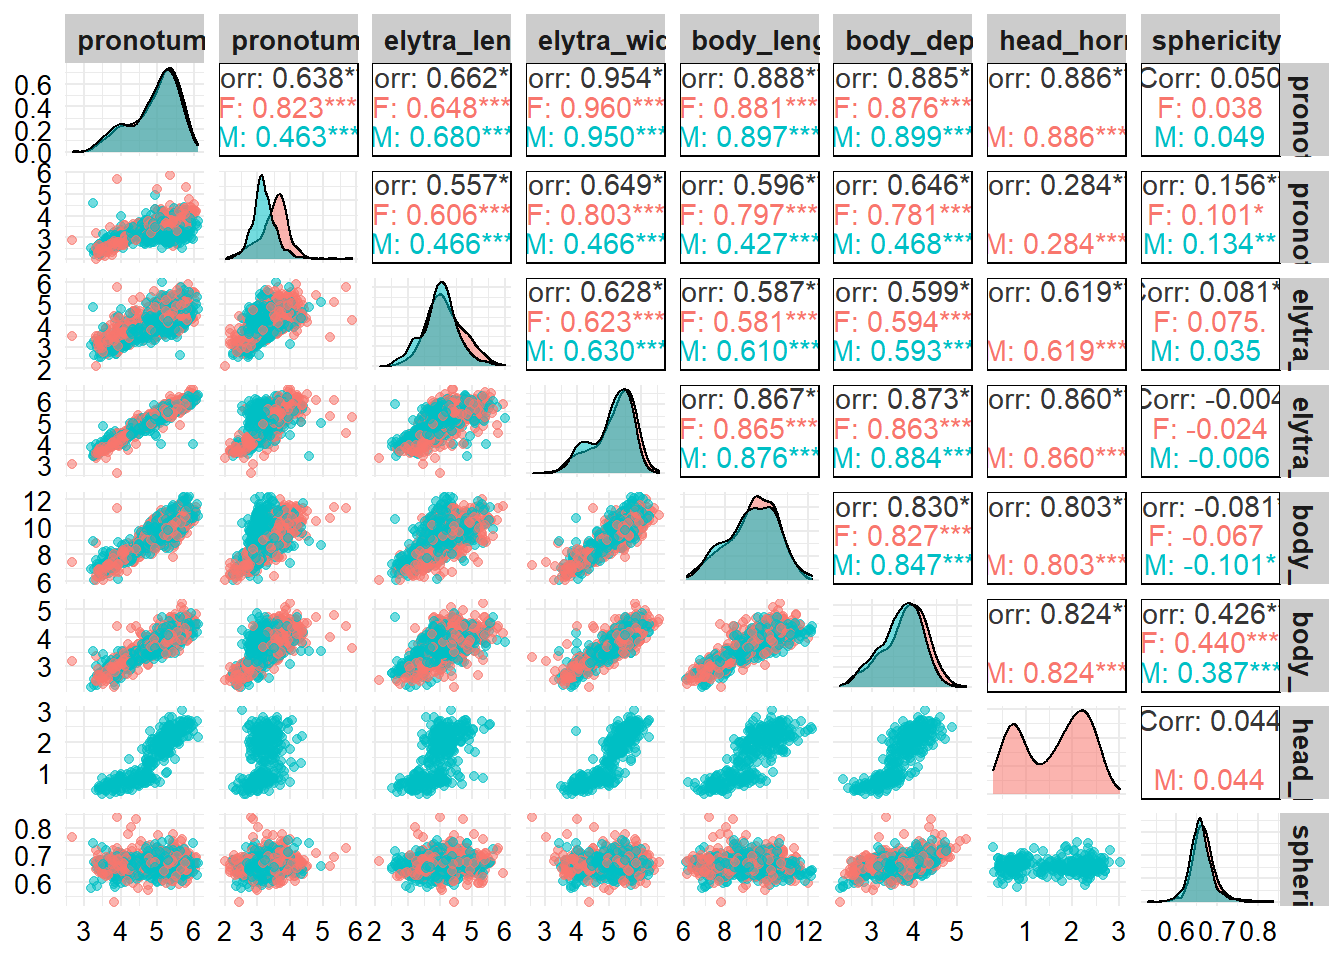 pronotum pronotum elytra_len elytra_wid body_leng body_dep head_horn sphericity
0.6
0.4
0.2
0.0
orr: 0.638*
F: 0.823***
M: 0.463***
orr: 0.662*
F: 0.648***
M: 0.680***
orr: 0.954*
F: 0.960***
M: 0.950***
orr: 0.888*
F: 0.881***
M: 0.897***
orr: 0.885*
F: 0.876***
M: 0.899***
orr: 0.886*
M: 0.886***
Corr: 0.050
F: 0.038
M: 0.049
pronot
6
5
4
3
2
orr: 0.557*
F: 0.606***
M: 0.466***
orr: 0.649*
F: 0.803***
M: 0.466***
orr: 0.596*
F: 0.797***
M: 0.427***
orr: 0.646*
F: 0.781***
M: 0.468***
orr: 0.284*
M: 0.284***
orr: 0.156*
F: 0.101*
M: 0.134**
pronot
6
5
4
3
2
orr: 0.628*
F: 0.623***
M: 0.630***
orr: 0.587*
F: 0.581***
M: 0.610***
orr: 0.599*
F: 0.594***
M: 0.593***
orr: 0.619*
M: 0.619***
Corr: 0.081*
F: 0.075.
M: 0.035
elytra_
6
5
4
3
orr: 0.867*
F: 0.865***
M: 0.876***
orr: 0.873*
F: 0.863***
M: 0.884***
orr: 0.860*
M: 0.860***
Corr: -0.004
F: -0.024
M: -0.006
elytra_
12
10
8
6
orr: 0.830*
F: 0.827***
M: 0.847***
orr: 0.803*
M: 0.803***
orr: -0.081*
F: -0.067
M: -0.101*
body_
5
4
3
orr: 0.824*
M: 0.824***
orr: 0.426*
F: 0.440***
M: 0.387***
body_
3
2
1
Corr: 0.044
M: 0.044
head_
0.8
0.7
0.6
spheri
3 4 5 6 2 3 4 5 6 2 3 4 5 6 3 4 5 6 6 8 10 12 3 4 5 1 2 3 0.6 0.7 0.8